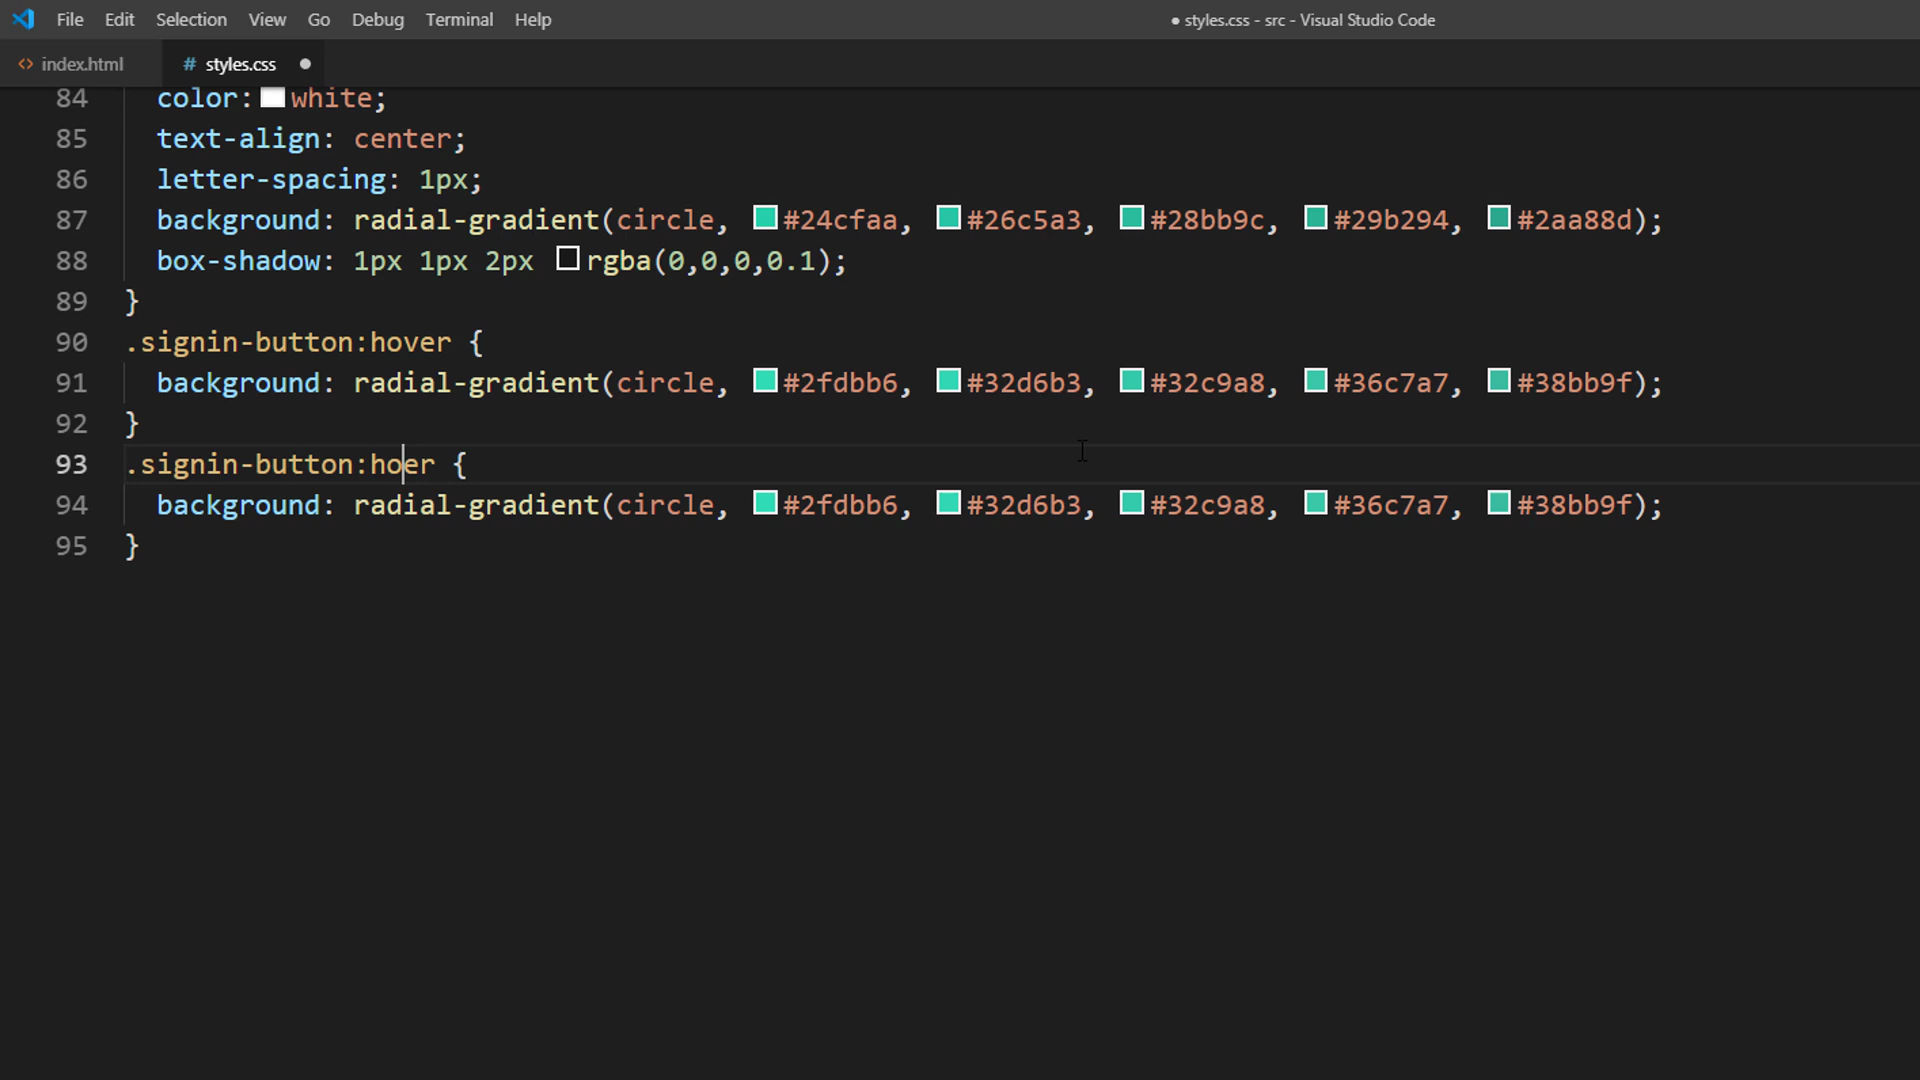 File Edit Selection View Go Debug Terminal Help ● styles.css - src - Visual Studio Code
<> index.html # styles.css ●
84 color: white;
85 text-align: center;
86 letter-spacing: 1px;
87 background: radial-gradient(circle, #24cfaa, #26c5a3, #28bb9c, #29b294, #2aa88d);
88 box-shadow: 1px 1px 2px rgba(0,0,0,0.1);
89 }
90 .signin-button:hover {
91 background: radial-gradient(circle, #2fdbb6, #32d6b3, #32c9a8, #36c7a7, #38bb9f);
92 }
93 .signin-button:hoer {
94 background: radial-gradient(circle, #2fdbb6, #32d6b3, #32c9a8, #36c7a7, #38bb9f);
95 }